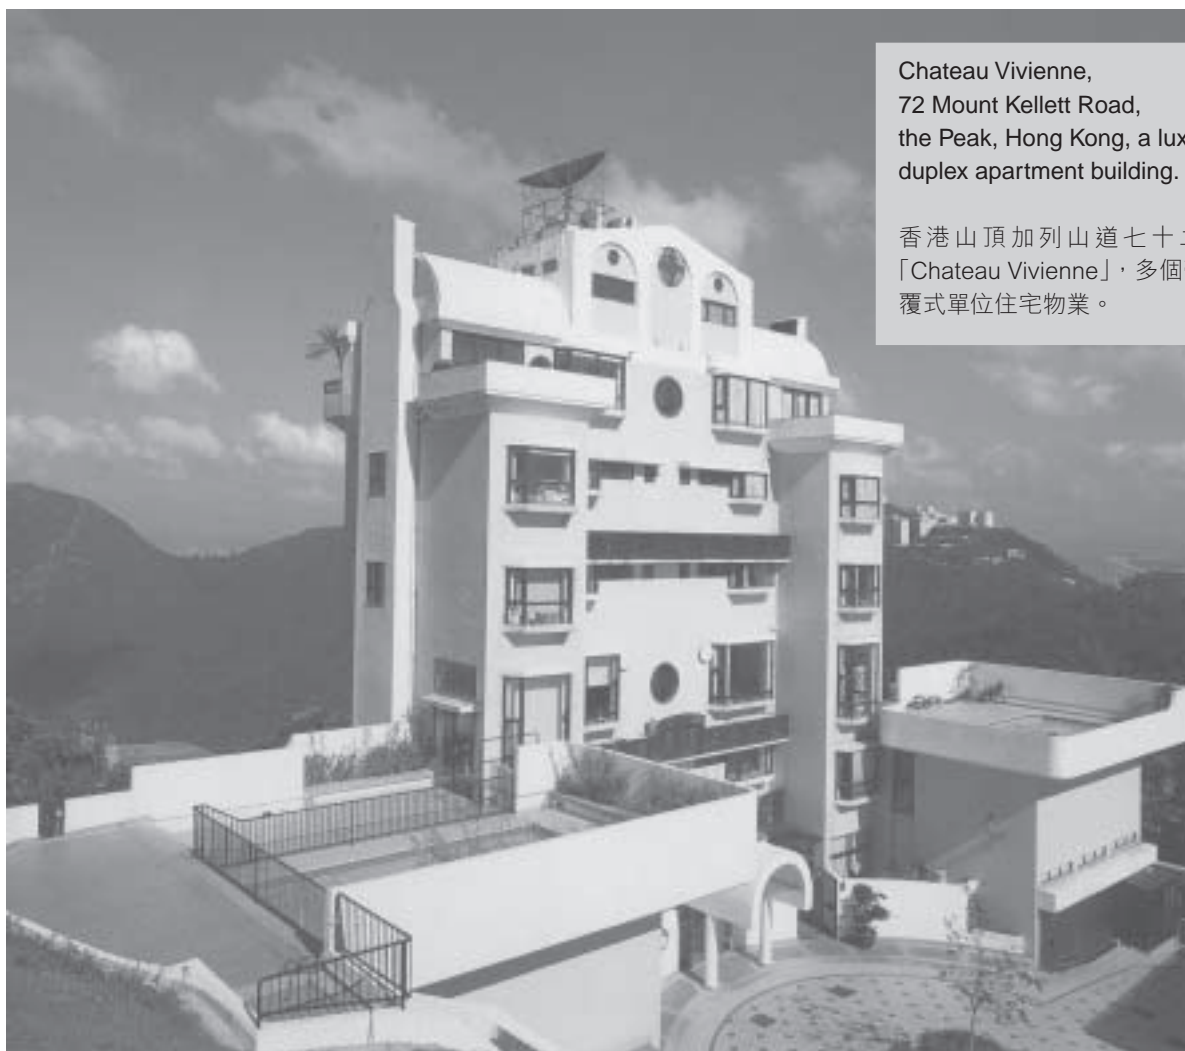 Chateau Vivienne,
72 Mount Kellett Road,
the Peak, Hong Kong, a lux
duplex apartment building.
香港山頂加列山道七十
「Chateau Vivienne」，多個
覆式單位住宅物業。